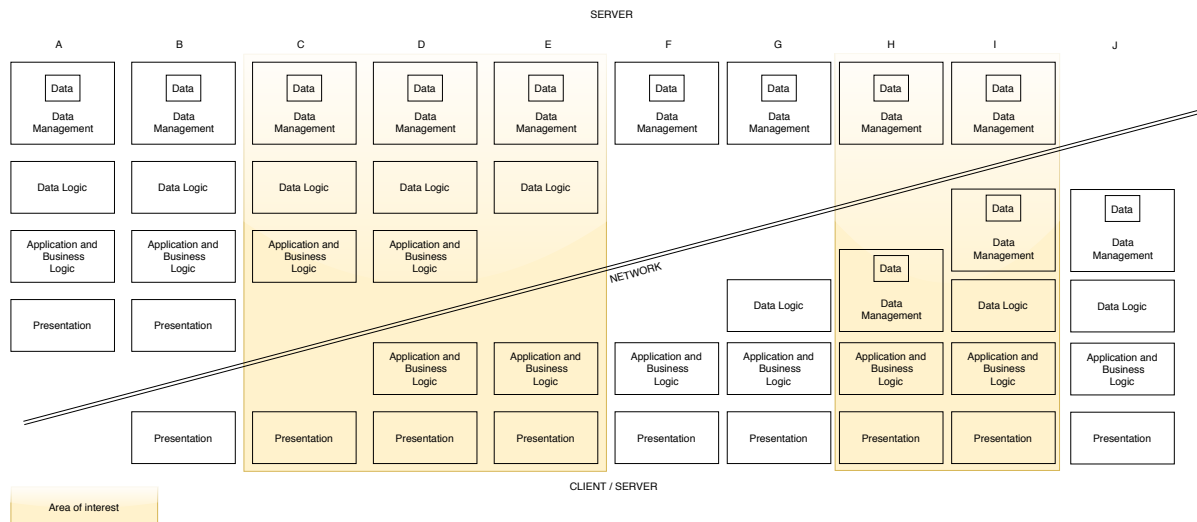 SERVER
A B C D E F G H I J
Data Data Data Data Data Data Data Data Data
Data Data Data Data Data Data Data Data Data
Management Management Management Management Management Management Management Management Management
Data Logic Data Logic Data Logic Data Logic Data Logic
Data Data
Application and Application and Application and Application and
Business Business Business Business
Logic Logic Logic Logic
Data Data
Management Management
NETWORK
Data
Data Logic Data Logic Data Logic
Data
Management
Presentation Presentation
Application and Application and Application and Application and Application and Application and Application and
Business Business Business Business Business Business Business
Logic Logic Logic Logic Logic Logic Logic
Presentation Presentation Presentation Presentation Presentation Presentation Presentation Presentation Presentation
CLIENT / SERVER
Area of interest